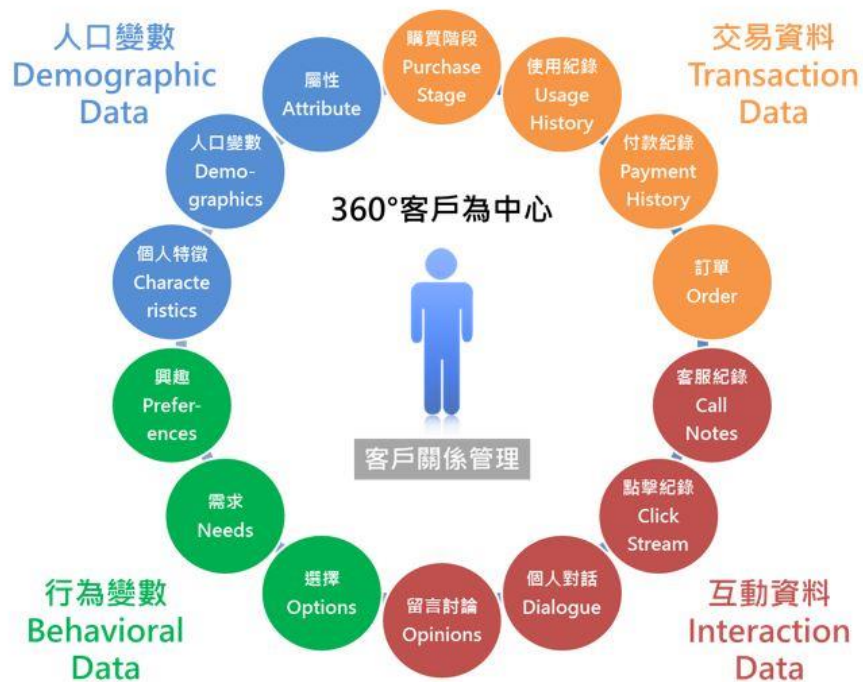 人口變數
Demographic
Data
交易資料
Transaction
Data
購買階段
Purchase
Stage
使用紀錄
Usage
History
付款紀錄
Payment
History
訂單
Order
客服紀錄
Call
Notes
點擊紀錄
Click
Stream
個人對話
Dialogue
留言討論
Opinions
選擇
Options
需求
Needs
興趣
Prefer-
ences
個人特徵
Characte
ristics
人口變數
Demo-
graphics
屬性
Attribute
360°客戶為中心
客戶關係管理
行為變數
Behavioral
Data
互動資料
Interaction
Data